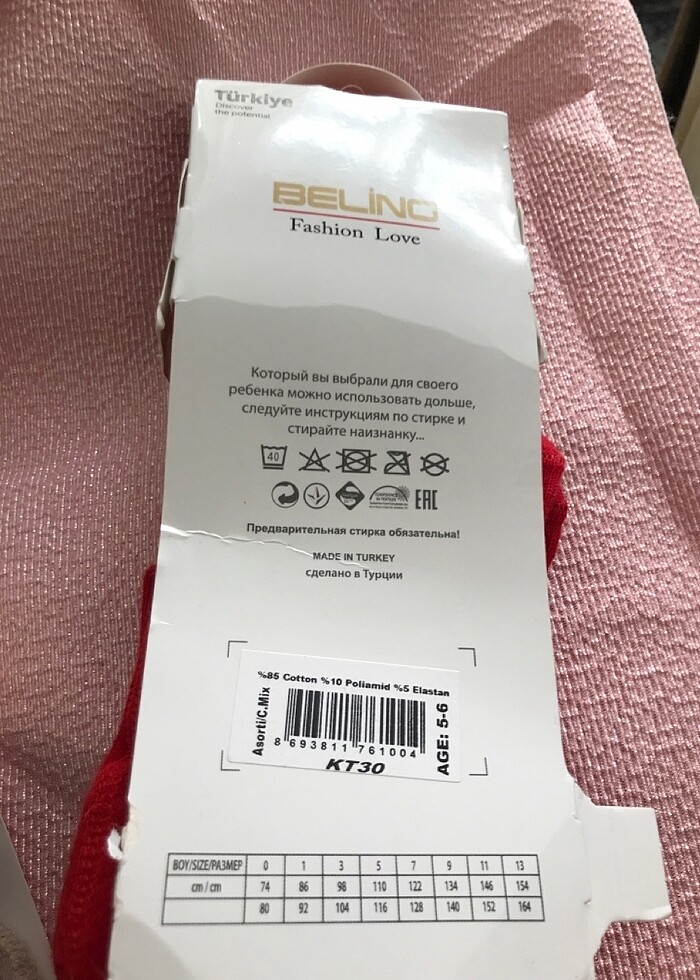 Türkiye
Discover
the potential
BELİNO
Fashion Love
Который вы выбрали для своего
ребенка можно использовать дольше,
следуйте инструкциям по стирке и
стирайте наизнанку...
40
EAC
Предварительная стирка обязательна!
MADE IN TURKEY
сделано в Турции
%85 Cotton %10 Poliamid %5 Elastan
Asorti/C.Mix
8 693811 761004
AGE: 5-6
KT30
BOY/SIZE/РАЗМЕР 0 1 3 5 7 9 11 13
cm / cm 74 86 98 110 122 134 146 154
80 92 104 116 128 140 152 164